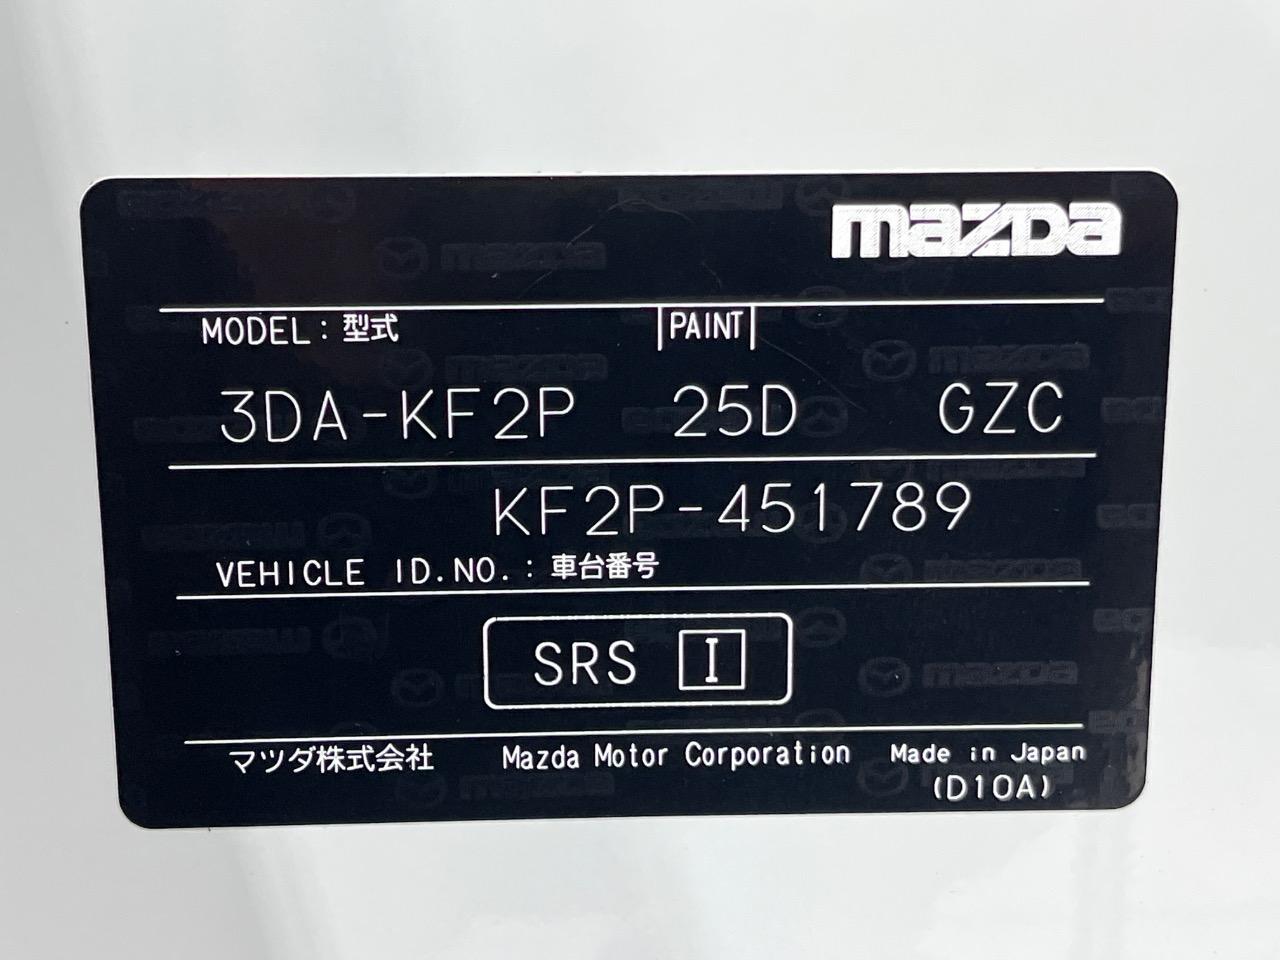 mazda
MODEL: 型式 PAINT
3DA-KF2P 25D GZC
KF2P-451789
VEHICLE ID.NO.: 車台番号
SRS I
マツダ株式会社 Mazda Motor Corporation Made in Japan
(D10A)